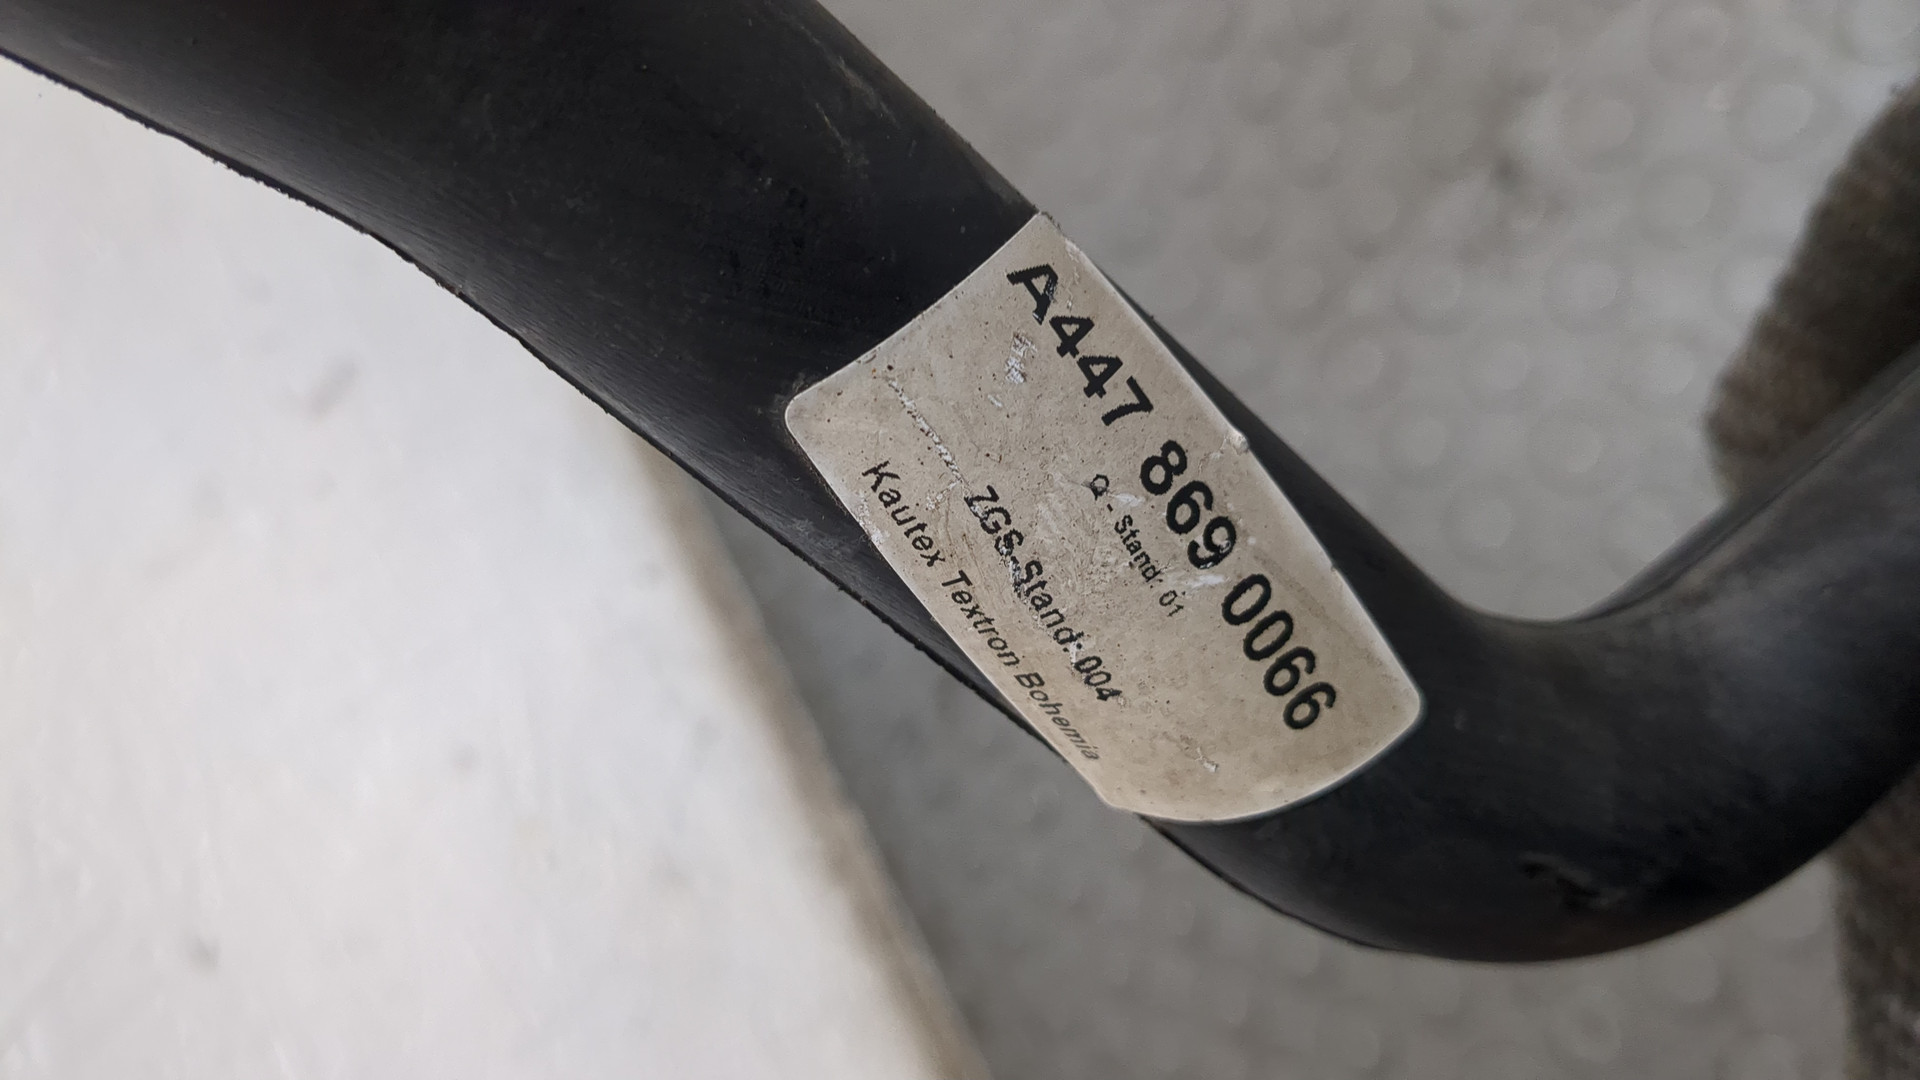 A447 869 0066
Q - Stand: 01
ZGS-Stand: 004
Kautex Textron Bohemia